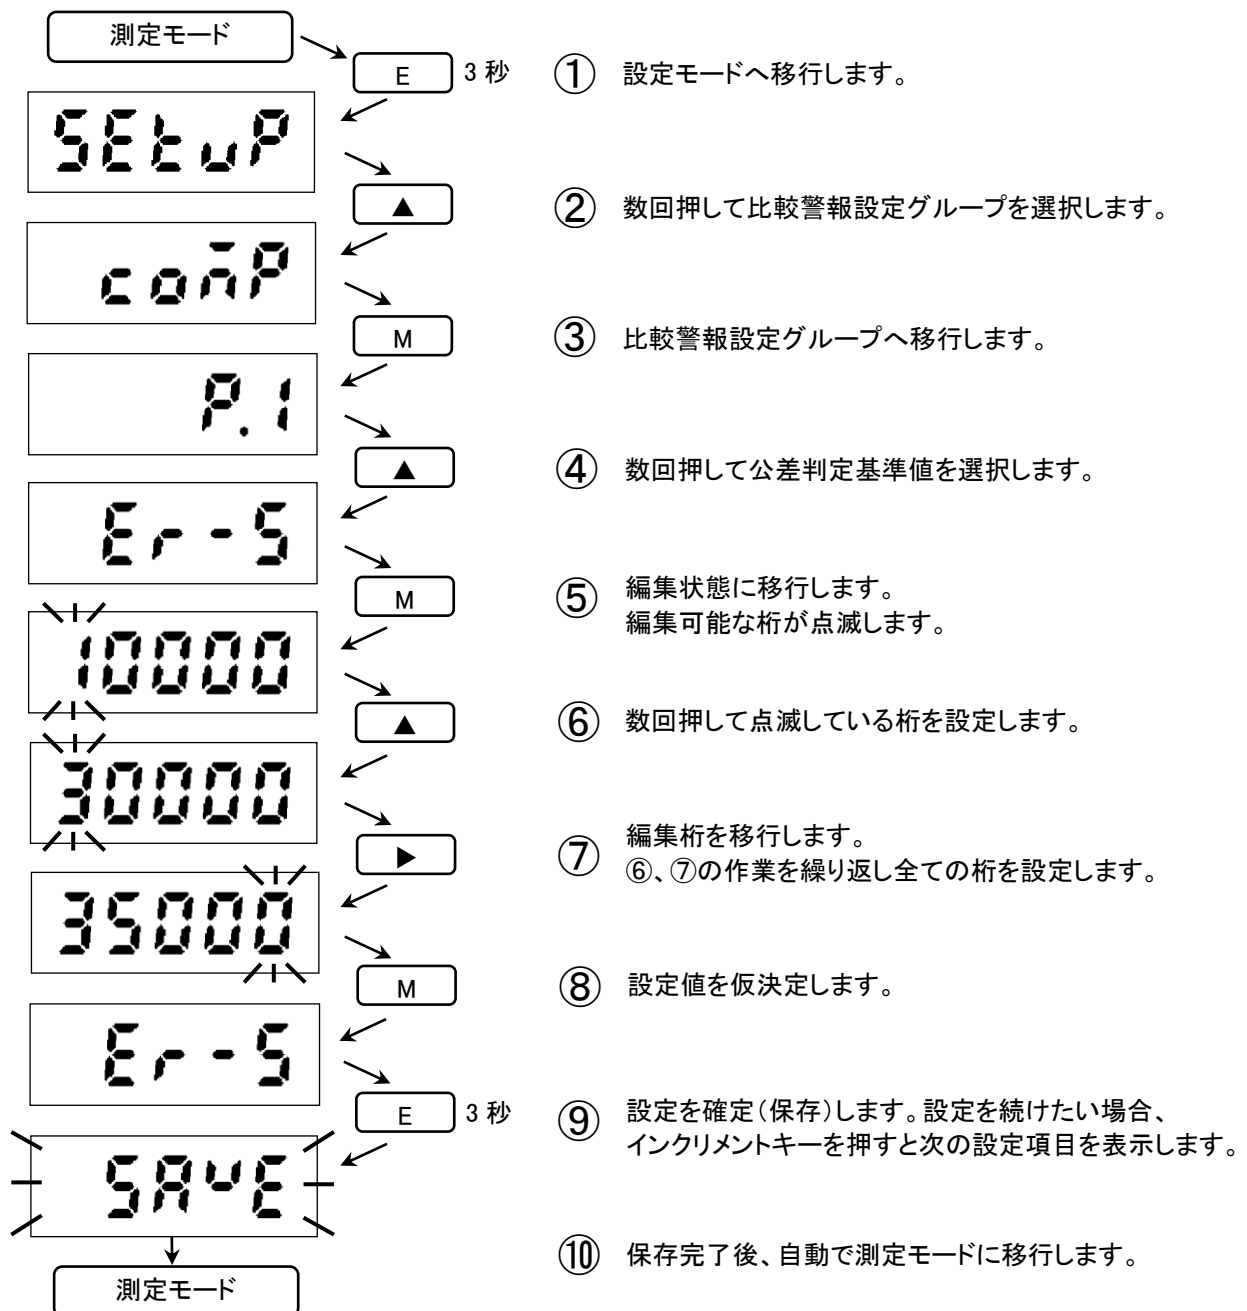 測定モード
E 3 秒 ① 設定モードへ移行します。
SEtuP
▲ ② 数回押して比較警報設定グループを選択します。
comP
M ③ 比較警報設定グループへ移行します。
P.1
▲ ④ 数回押して公差判定基準値を選択します。
Er-S
M ⑤ 編集状態に移行します。
編集可能な桁が点滅します。
10000
▲ ⑥ 数回押して点滅している桁を設定します。
30000
▶ ⑦ 編集桁を移行します。
⑥、⑦の作業を繰り返し全ての桁を設定します。
35000
M ⑧ 設定値を仮決定します。
Er-S
E 3 秒 ⑨ 設定を確定(保存)します。設定を続けたい場合、
インクリメントキーを押すと次の設定項目を表示します。
SAvE
⑩ 保存完了後、自動で測定モードに移行します。
測定モード